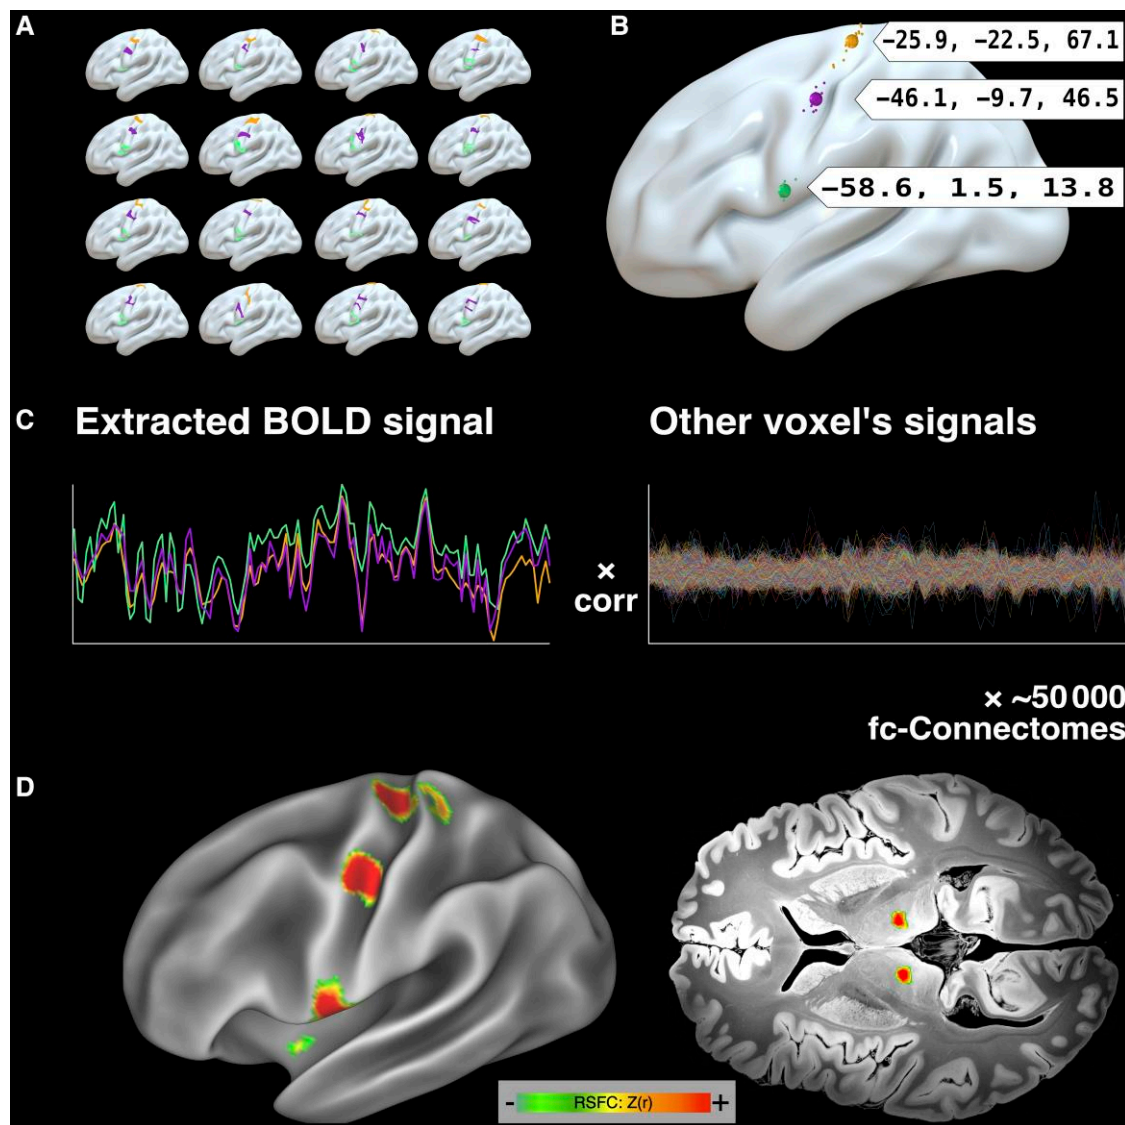 A
B
−25.9, −22.5, 67.1
−46.1, −9.7, 46.5
−58.6, 1.5, 13.8
C
Extracted BOLD signal
Other voxel's signals
×
corr
× ~50 000
fc-Connectomes
D
- RSFC: Z(r) +